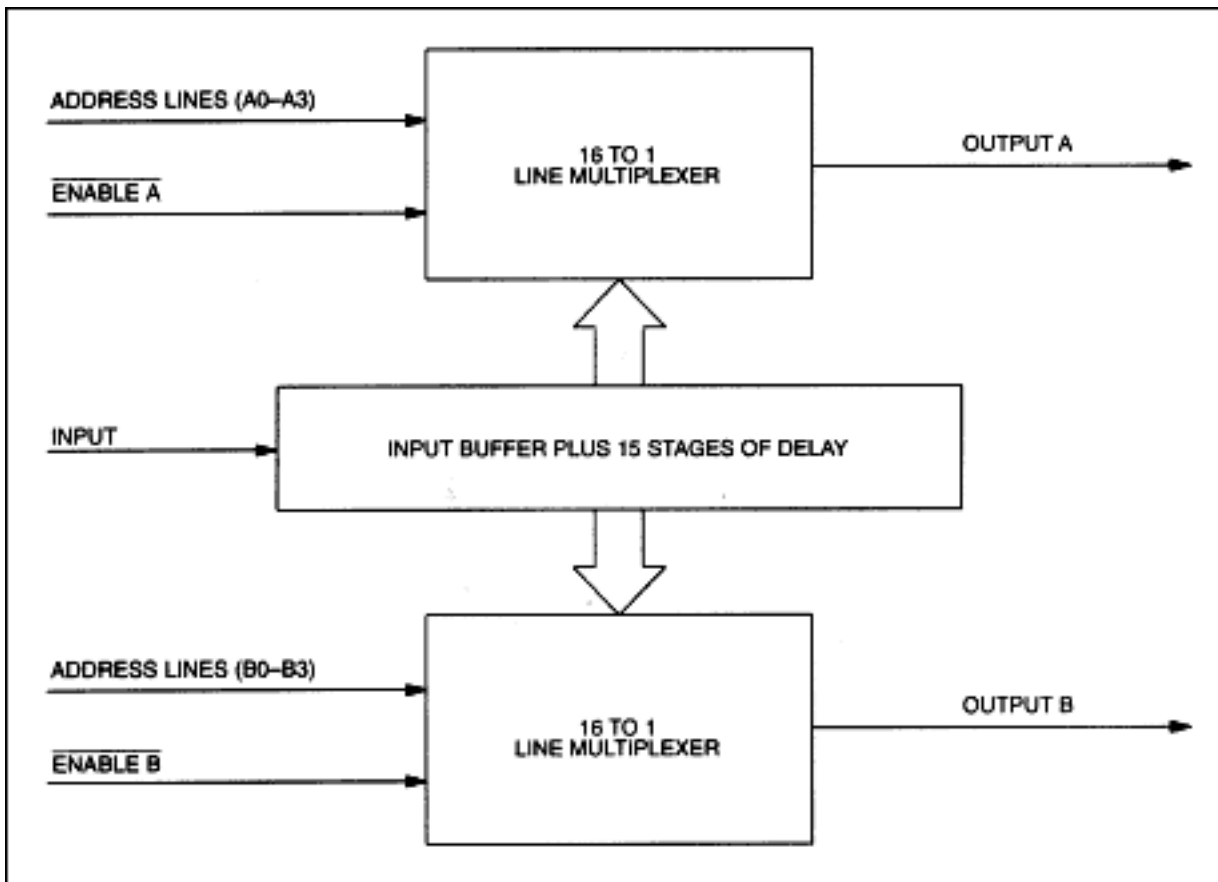 ADDRESS LINES (A0–A3)
ENABLE A
16 TO 1
LINE MULTIPLEXER
OUTPUT A
INPUT
INPUT BUFFER PLUS 15 STAGES OF DELAY
ADDRESS LINES (B0–B3)
ENABLE B
16 TO 1
LINE MULTIPLEXER
OUTPUT B